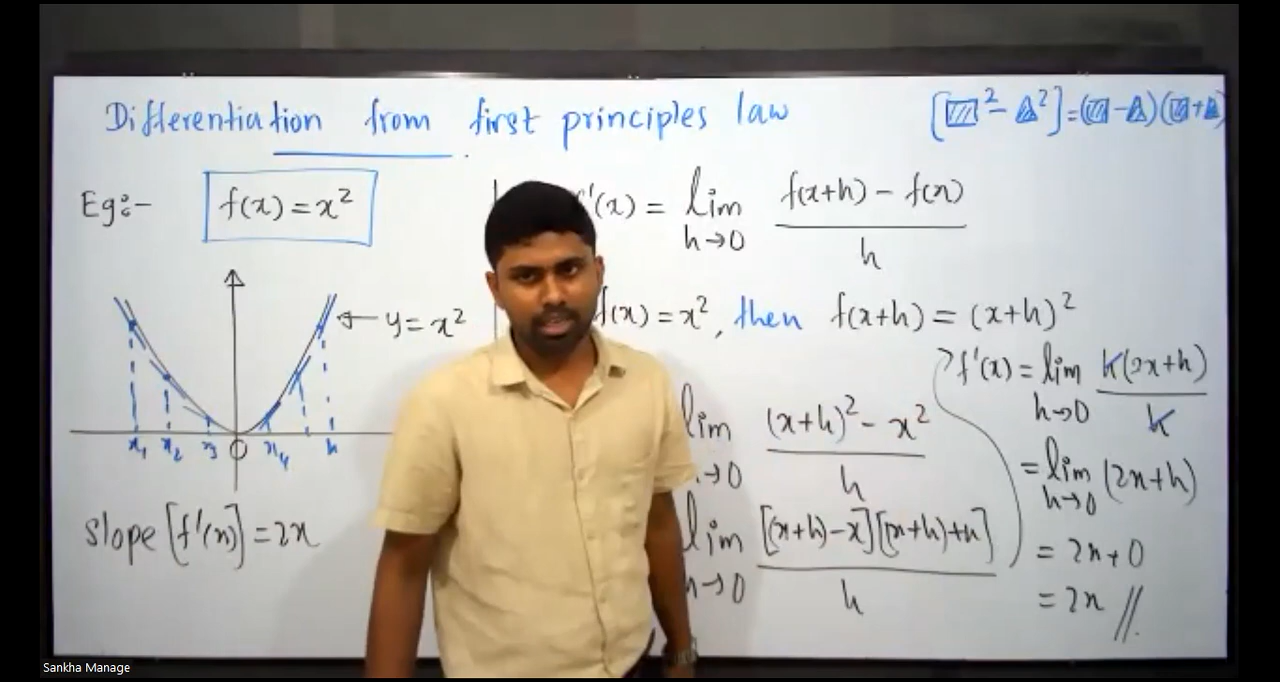 Differentiation from first principles law
[▨² - ▲²] = (▨ - ▲)(▨ + ▲)
Eg:- f(x) = x²
'(x) = lim h→0 f(x+h) - f(x) / h
y = x²
f(x) = x², then f(x+h) = (x+h)²
lim h→0 (x+h)² - x² / h
lim h→0 [(x+h)-x][(x+h)+x] / h
x₁ x₂ x₃ O x₄
slope [f'(x)] = 2x
f'(x) = lim h→0 h(2x+h) / h
= lim h→0 (2x+h)
= 2x+0
= 2x //
Sankha Manage